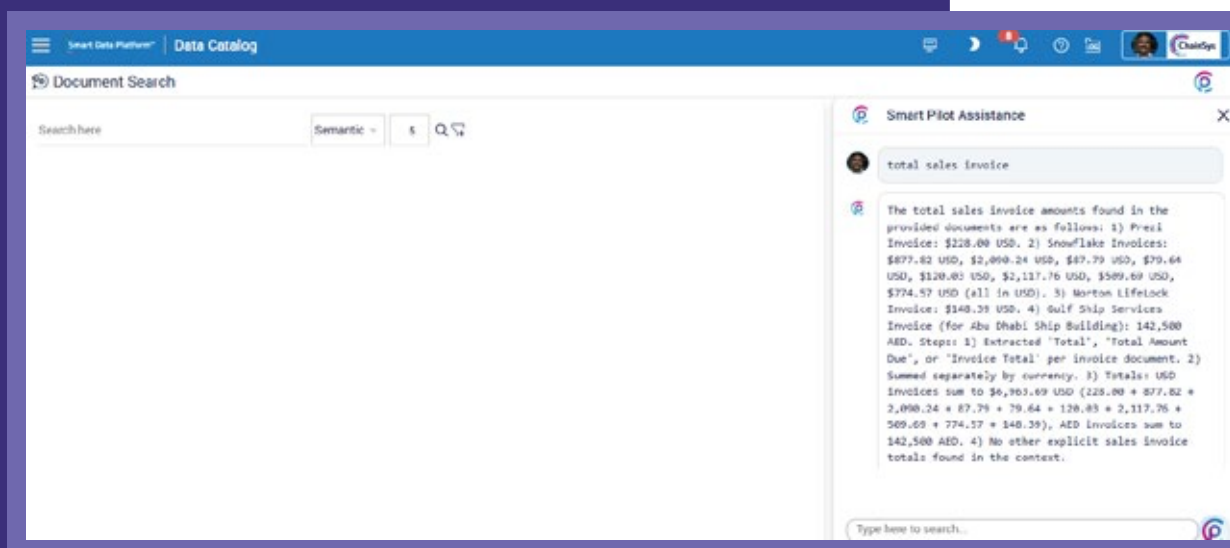 Smart Data Platform™ | Data Catalog
8
ChainSys
Document Search
Search here
Semantic
5
Smart Pilot Assistance
total sales invoice
The total sales invoice amounts found in the
provided documents are as follows: 1) Prezi
Invoice: $228.00 USD. 2) Snowflake Invoices:
$877.82 USD, $2,090.24 USD, $87.79 USD, $79.64
USD, $120.03 USD, $2,117.76 USD, $509.69 USD,
$774.57 USD (all in USD). 3) Norton LifeLock
Invoice: $148.39 USD. 4) Gulf Ship Services
Invoice (for Abu Dhabi Ship Building): 142,500
AED. Steps: 1) Extracted 'Total', 'Total Amount
Due', or 'Invoice Total' per invoice document. 2)
Summed separately by currency. 3) Totals: USD
Invoices sum to $6,963.69 USD (228.00 + 877.82 +
2,090.24 + 87.79 + 79.64 + 120.03 + 2,117.76 +
509.69 + 774.57 + 148.39), AED invoices sum to
142,500 AED. 4) No other explicit sales invoice
totals found in the context.
Type here to search...